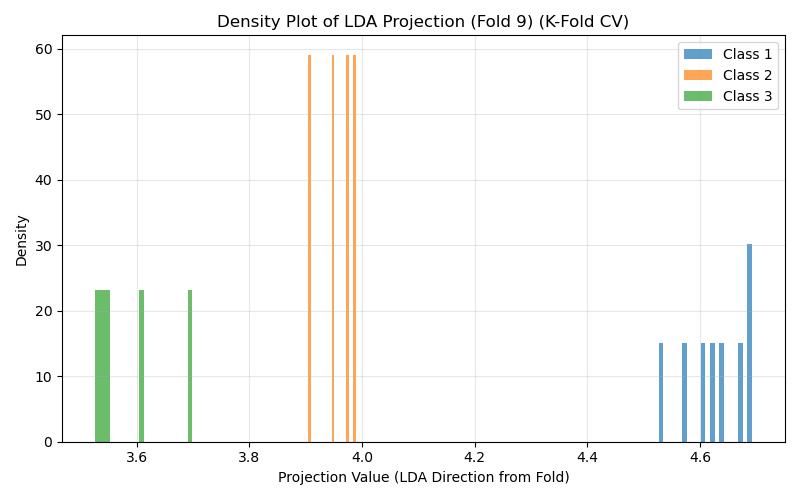 Density Plot of LDA Projection (Fold 9) (K-Fold CV)
Class 1
Class 2
Class 3
Density
60
50
40
30
20
10
0
3.6 3.8 4.0 4.2 4.4 4.6
Projection Value (LDA Direction from Fold)